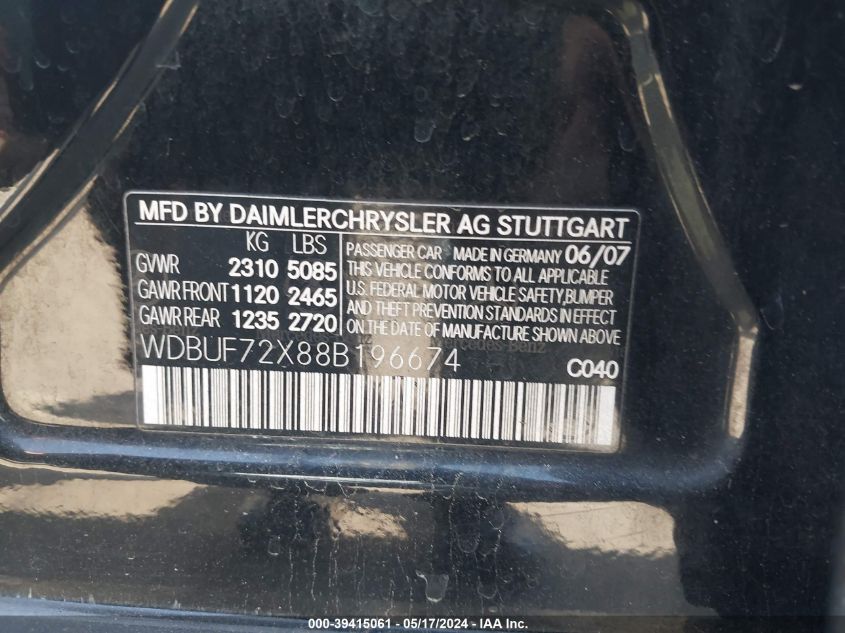 MFD BY DAIMLERCHRYSLER AG STUTTGART
KG LBS
GVWR 2310 5085
GAWR FRONT 1120 2465
GAWR REAR 1235 2720
PASSENGER CAR MADE IN GERMANY 06/07
THIS VEHICLE CONFORMS TO ALL APPLICABLE
U.S. FEDERAL MOTOR VEHICLE SAFETY,BUMPER
AND THEFT PREVENTION STANDARDS IN EFFECT
ON THE DATE OF MANUFACTURE SHOWN ABOVE
Mercedes-Benz
WDBUF72X88B196674
C040
000-39415061 - 05/17/2024 - IAA Inc.